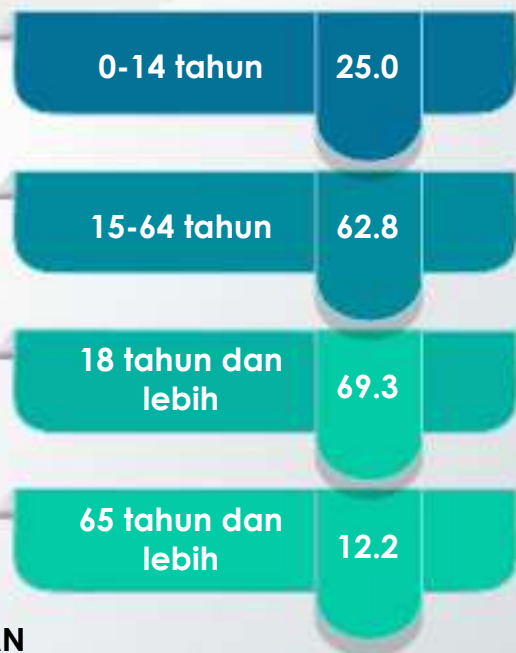 0-14 tahun 25.0
15-64 tahun 62.8
18 tahun dan
lebih 69.3
65 tahun dan
lebih 12.2